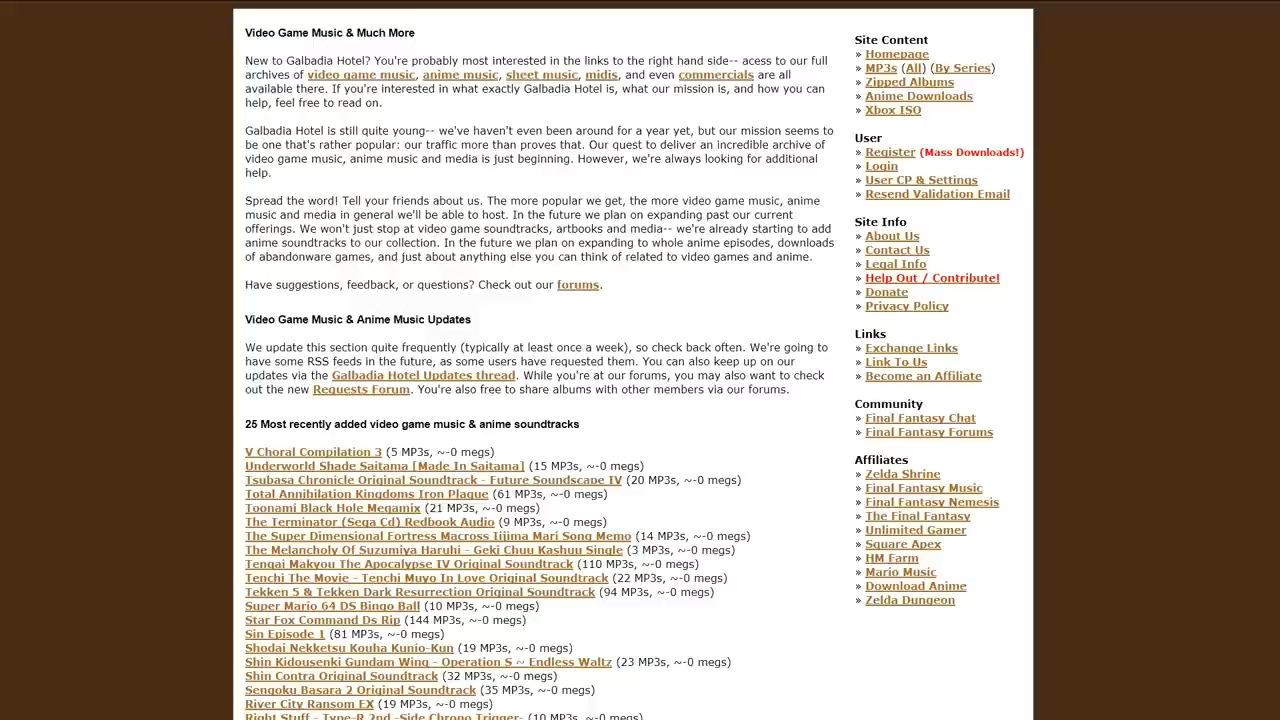 Video Game Music & Much More
New to Galbadia Hotel? You're probably most interested in the links to the right hand side-- acess to our full
archives of video game music, anime music, sheet music, midis, and even commercials are all
available there. If you're interested in what exactly Galbadia Hotel is, what our mission is, and how you can
help, feel free to read on.
Galbadia Hotel is still quite young-- we've haven't even been around for a year yet, but our mission seems to
be one that's rather popular: our traffic more than proves that. Our quest to deliver an incredible archive of
video game music, anime music and media is just beginning. However, we're always looking for additional
help.
Spread the word! Tell your friends about us. The more popular we get, the more video game music, anime
music and media in general we'll be able to host. In the future we plan on expanding past our current
offerings. We won't just stop at video game soundtracks, artbooks and media-- we're already starting to add
anime soundtracks to our collection. In the future we plan on expanding to whole anime episodes, downloads
of abandonware games, and just about anything else you can think of related to video games and anime.
Have suggestions, feedback, or questions? Check out our forums.
Video Game Music & Anime Music Updates
We update this section quite frequently (typically at least once a week), so check back often. We're going to
have some RSS feeds in the future, as some users have requested them. You can also keep up on our
updates via the Galbadia Hotel Updates thread. While you're at our forums, you may also want to check
out the new Requests Forum. You're also free to share albums with other members via our forums.
25 Most recently added video game music & anime soundtracks
V Choral Compilation 3 (5 MP3s, ~-0 megs)
Underworld Shade Saitama [Made In Saitama] (15 MP3s, ~-0 megs)
Tsubasa Chronicle Original Soundtrack - Future Soundscape IV (20 MP3s, ~-0 megs)
Total Annihilation Kingdoms Iron Plague (61 MP3s, ~-0 megs)
Toonami Black Hole Megamix (21 MP3s, ~-0 megs)
The Terminator (Sega Cd) Redbook Audio (9 MP3s, ~-0 megs)
The Super Dimensional Fortress Macross Iijima Mari Song Memo (14 MP3s, ~-0 megs)
The Melancholy Of Suzumiya Haruhi - Geki Chuu Kashuu Single (3 MP3s, ~-0 megs)
Tengai Makyou The Apocalypse IV Original Soundtrack (110 MP3s, ~-0 megs)
Tenchi The Movie - Tenchi Muyo In Love Original Soundtrack (22 MP3s, ~-0 megs)
Tekken 5 & Tekken Dark Resurrection Original Soundtrack (94 MP3s, ~-0 megs)
Super Mario 64 DS Bingo Ball (10 MP3s, ~-0 megs)
Star Fox Command Ds Rip (144 MP3s, ~-0 megs)
Sin Episode 1 (81 MP3s, ~-0 megs)
Shodai Nekketsu Kouha Kunio-Kun (19 MP3s, ~-0 megs)
Shin Kidousenki Gundam Wing - Operation S ~ Endless Waltz (23 MP3s, ~-0 megs)
Shin Contra Original Soundtrack (32 MP3s, ~-0 megs)
Sengoku Basara 2 Original Soundtrack (35 MP3s, ~-0 megs)
River City Ransom EX (19 MP3s, ~-0 megs)
Right Stuff - Type-R 2nd -Side Chrono Trigger- (10 MP3s, ~-0 megs)
Site Content
» Homepage
» MP3s (All) (By Series)
» Zipped Albums
» Anime Downloads
» Xbox ISO
User
» Register (Mass Downloads!)
» Login
» User CP & Settings
» Resend Validation Email
Site Info
» About Us
» Contact Us
» Legal Info
» Help Out / Contribute!
» Donate
» Privacy Policy
Links
» Exchange Links
» Link To Us
» Become an Affiliate
Community
» Final Fantasy Chat
» Final Fantasy Forums
Affiliates
» Zelda Shrine
» Final Fantasy Music
» Final Fantasy Nemesis
» The Final Fantasy
» Unlimited Gamer
» Square Apex
» HM Farm
» Mario Music
» Download Anime
» Zelda Dungeon